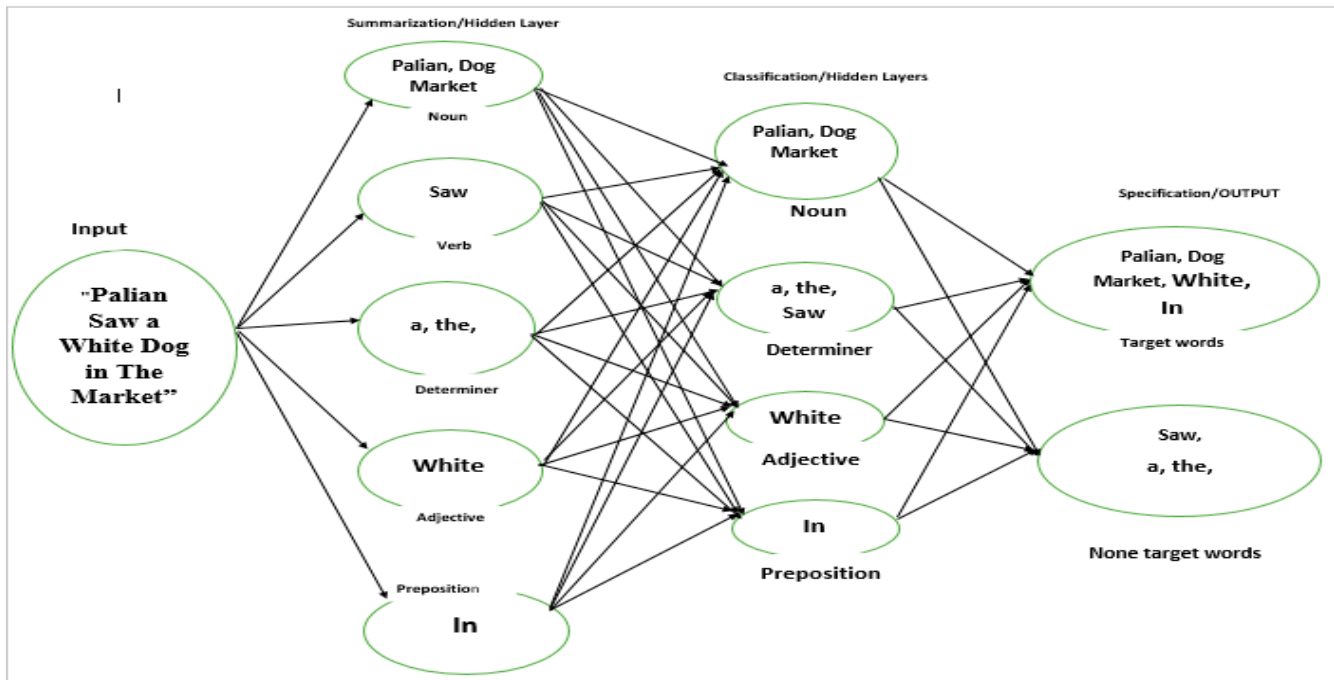 Summarization/Hidden Layer
Palian, Dog
Market
Noun
Saw
Verb
a, the,
Determiner
White
Adjective
Preposition
In
Input
"Palian
Saw a
White Dog
in The
Market”
Classification/Hidden Layers
Palian, Dog
Market
Noun
a, the,
Saw
Determiner
White
Adjective
In
Preposition
Specification/OUTPUT
Palian, Dog
Market, White,
In
Target words
Saw,
a, the,
None target words